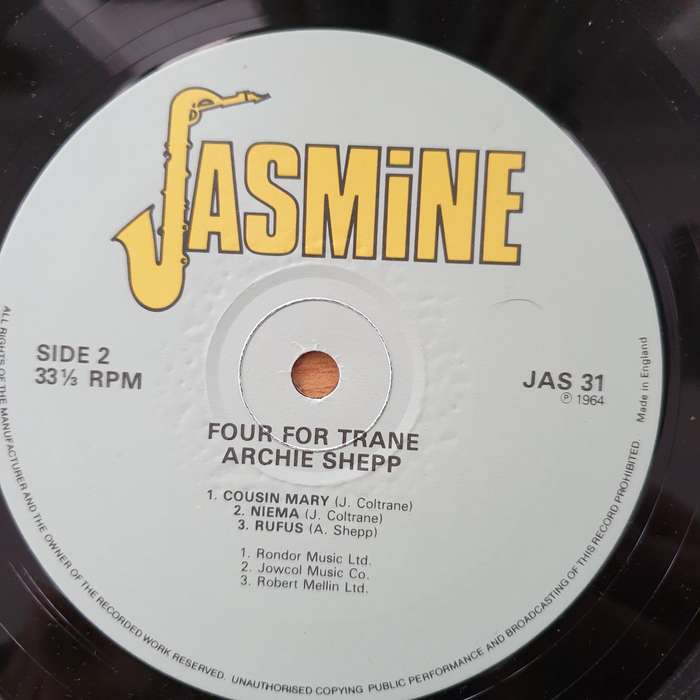 JASMiNE
SIDE 2
33⅓ RPM
JAS 31
℗ 1964
Made in England
FOUR FOR TRANE
ARCHIE SHEPP
1. COUSIN MARY (J. Coltrane)
2. NIEMA (J. Coltrane)
3. RUFUS (A. Shepp)
1. Rondor Music Ltd.
2. Jowcol Music Co.
3. Robert Mellin Ltd.
ALL RIGHTS OF THE MANUFACTURER AND THE OWNER OF THE RECORDED WORK RESERVED. UNAUTHORISED COPYING PUBLIC PERFORMANCE AND BROADCASTING OF THIS RECORD PROHIBITED.